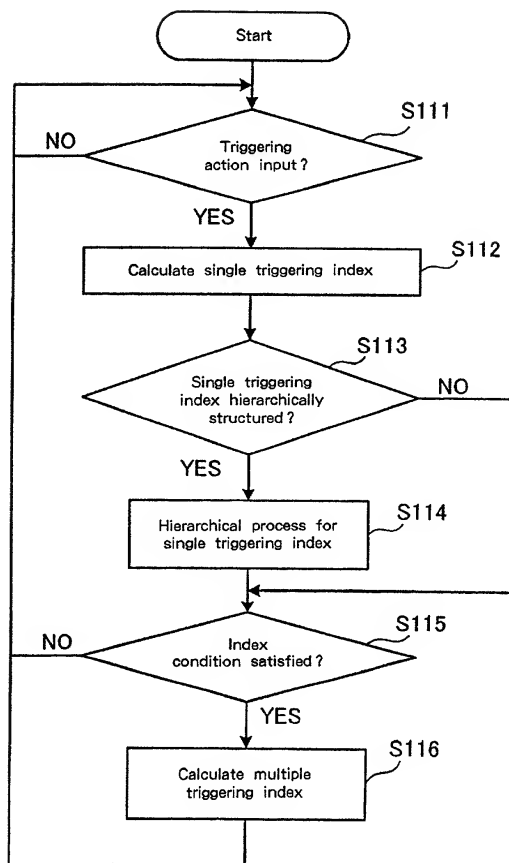 Start
S111
NO
Triggering
action input?
YES
Calculate single triggering index
S112
S113
Single triggering
index hierarchically
structured?
NO
YES
Hierarchical process for
single triggering index
S114
NO
S115
Index
condition satisfied?
YES
S116
Calculate multiple
triggering index